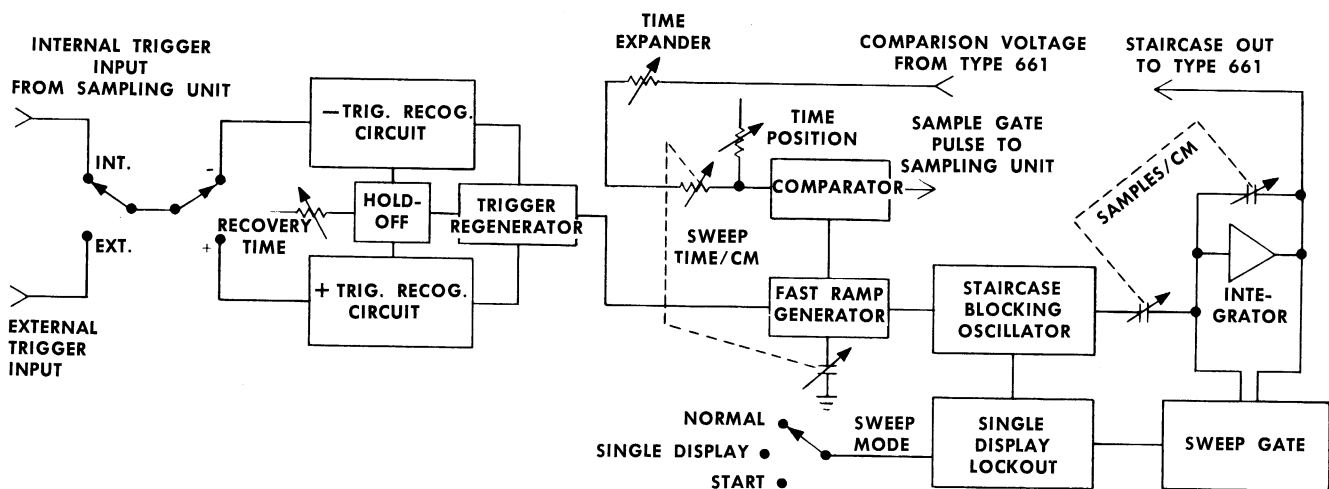 INTERNAL TRIGGER
INPUT
FROM SAMPLING UNIT
INT.
EXT.
EXTERNAL
TRIGGER
INPUT
-
+
— TRIG. RECOG.
CIRCUIT
RECOVERY
TIME
HOLD-
OFF
TRIGGER
REGENERATOR
+ TRIG. RECOG.
CIRCUIT
TIME
EXPANDER
COMPARISON VOLTAGE
FROM TYPE 661
STAIRCASE OUT
TO TYPE 661
TIME
POSITION
SAMPLE GATE
PULSE TO
SAMPLING UNIT
COMPARATOR
SWEEP
TIME/CM
FAST RAMP
GENERATOR
STAIRCASE
BLOCKING
OSCILLATOR
SAMPLES/CM
INTE-
GRATOR
NORMAL
SINGLE DISPLAY
START
SWEEP
MODE
SINGLE
DISPLAY
LOCKOUT
SWEEP GATE